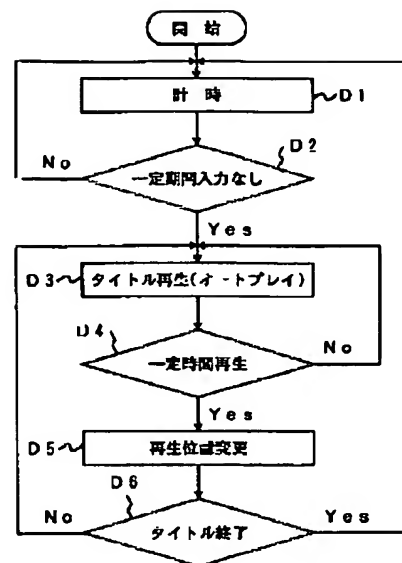 開始
計時
D1
D2
No
一定期間入力なし
Yes
D3
タイトル再生(オートプレイ)
D4
一定時間再生
No
Yes
D5
再生位置変更
D6
No
タイトル終了
Yes